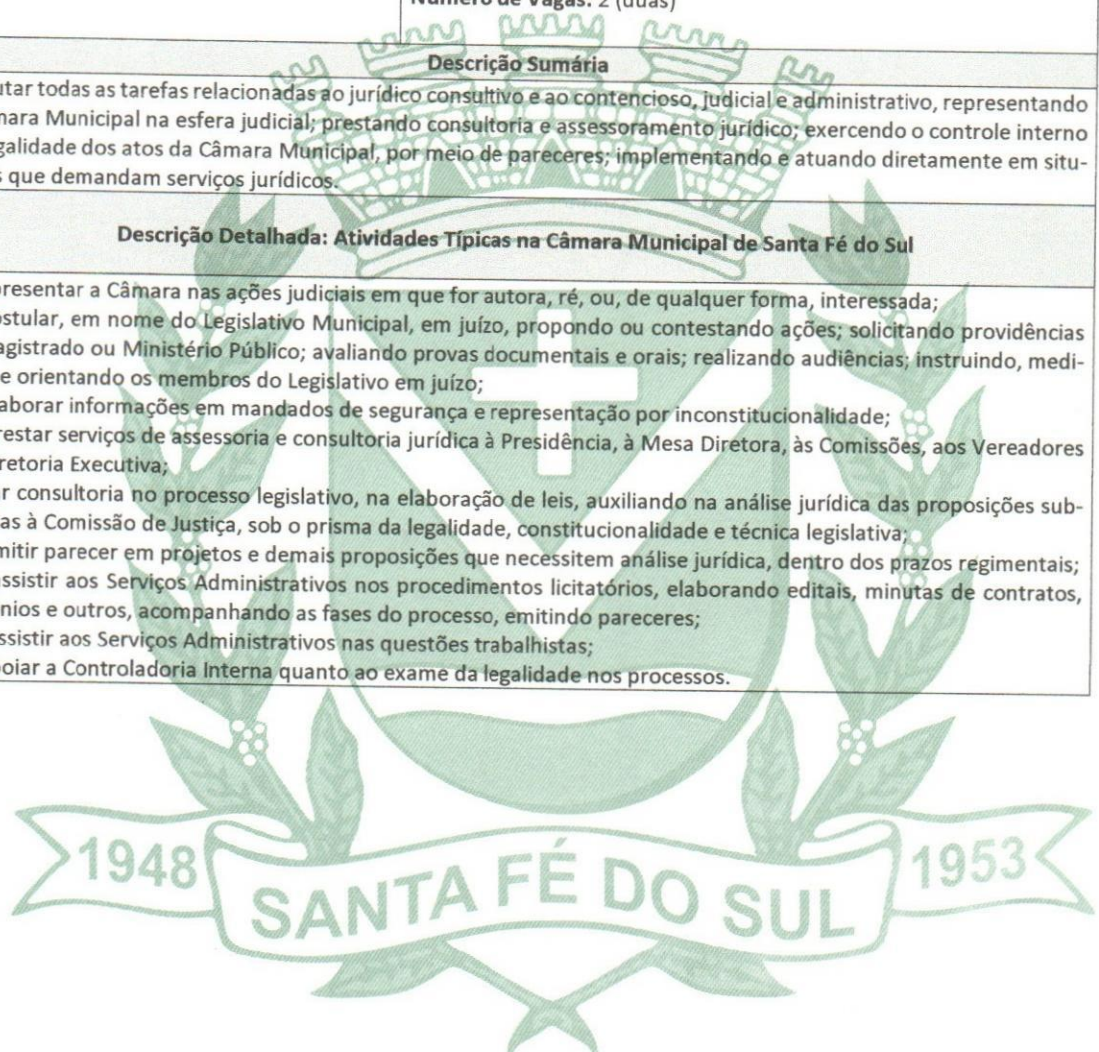 Número de Vagas: 2 (duas)
Descrição Sumária
utar todas as tarefas relacionadas ao jurídico consultivo e ao contencioso, judicial e administrativo, representando
mara Municipal na esfera judicial; prestando consultoria e assessoramento jurídico; exercendo o controle interno
galidade dos atos da Câmara Municipal, por meio de pareceres; implementando e atuando diretamente em situ-
s que demandam serviços jurídicos.
Descrição Detalhada: Atividades Típicas na Câmara Municipal de Santa Fé do Sul
presentar a Câmara nas ações judiciais em que for autora, ré, ou, de qualquer forma, interessada;
ostular, em nome do Legislativo Municipal, em juízo, propondo ou contestando ações; solicitando providências
agistrado ou Ministério Público; avaliando provas documentais e orais; realizando audiências; instruindo, medi-
e orientando os membros do Legislativo em juízo;
aborar informações em mandados de segurança e representação por inconstitucionalidade;
restar serviços de assessoria e consultoria jurídica à Presidência, à Mesa Diretora, às Comissões, aos Vereadores
retoria Executiva;
r consultoria no processo legislativo, na elaboração de leis, auxiliando na análise jurídica das proposições sub-
as à Comissão de Justiça, sob o prisma da legalidade, constitucionalidade e técnica legislativa;
mitir parecer em projetos e demais proposições que necessitem análise jurídica, dentro dos prazos regimentais;
assistir aos Serviços Administrativos nos procedimentos licitatórios, elaborando editais, minutas de contratos,
nios e outros, acompanhando as fases do processo, emitindo pareceres;
ssistir aos Serviços Administrativos nas questões trabalhistas;
oiar a Controladoria Interna quanto ao exame da legalidade nos processos.
1948 SANTA FÉ DO SUL 1953